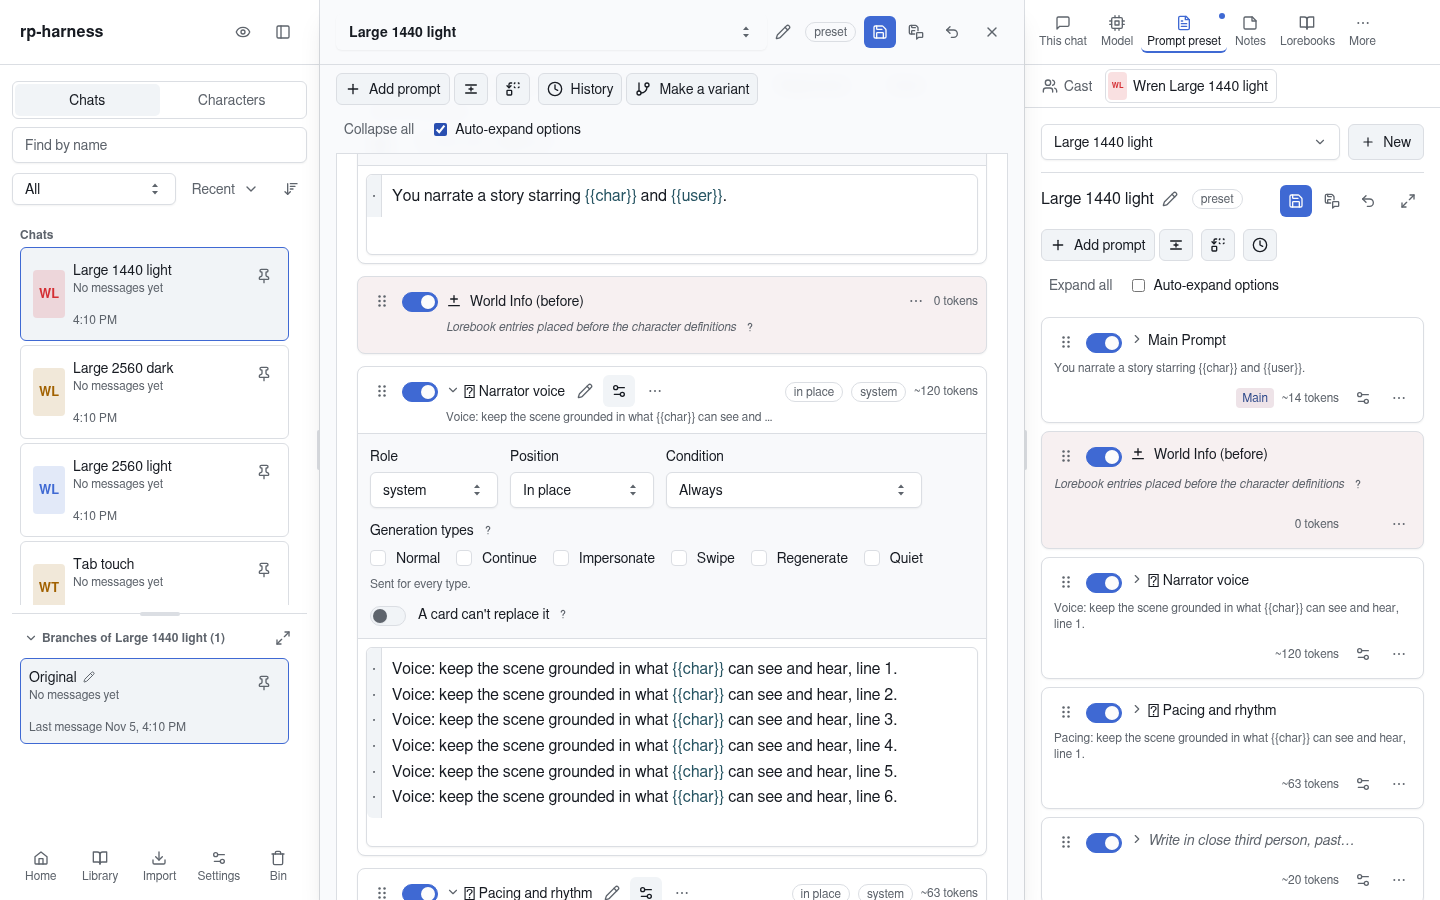 rp-harness
Chats
Characters
Find by name
All
Recent
Chats
WL
Large 1440 light
No messages yet
4:10 PM
WL
Large 2560 dark
No messages yet
4:10 PM
WL
Large 2560 light
No messages yet
4:10 PM
WT
Tab touch
No messages yet
Branches of Large 1440 light (1)
Original
No messages yet
Last message Nov 5, 4:10 PM
Home
Library
Import
Settings
Bin
Large 1440 light
preset
Add prompt
History
Make a variant
Collapse all
Auto-expand options
You narrate a story starring {{char}} and {{user}}.
World Info (before)
0 tokens
Lorebook entries placed before the character definitions ?
Narrator voice
in place
system
~120 tokens
Voice: keep the scene grounded in what {{char}} can see and ...
Role
Position
Condition
system
In place
Always
Generation types ?
Normal
Continue
Impersonate
Swipe
Regenerate
Quiet
Sent for every type.
A card can't replace it ?
Voice: keep the scene grounded in what {{char}} can see and hear, line 1.
Voice: keep the scene grounded in what {{char}} can see and hear, line 2.
Voice: keep the scene grounded in what {{char}} can see and hear, line 3.
Voice: keep the scene grounded in what {{char}} can see and hear, line 4.
Voice: keep the scene grounded in what {{char}} can see and hear, line 5.
Voice: keep the scene grounded in what {{char}} can see and hear, line 6.
Pacing and rhythm
in place
system
~63 tokens
This chat
Model
Prompt preset
Notes
Lorebooks
More
Cast
WL
Wren Large 1440 light
Large 1440 light
New
Large 1440 light
preset
Add prompt
Expand all
Auto-expand options
Main Prompt
You narrate a story starring {{char}} and {{user}}.
Main
~14 tokens
World Info (before)
Lorebook entries placed before the character definitions ?
0 tokens
Narrator voice
Voice: keep the scene grounded in what {{char}} can see and hear,
line 1.
~120 tokens
Pacing and rhythm
Pacing: keep the scene grounded in what {{char}} can see and hear,
line 1.
~63 tokens
Write in close third person, past...
~20 tokens